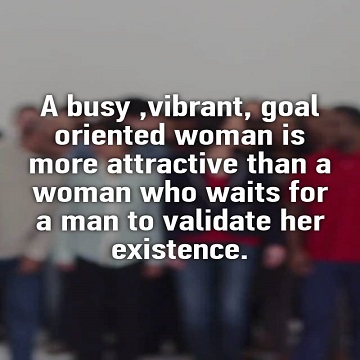 A busy ,vibrant, goal
oriented woman is
more attractive than a
woman who waits for
a man to validate her
existence.